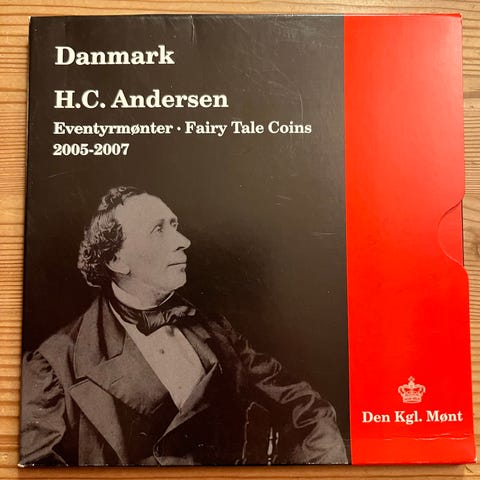 Danmark
H.C. Andersen
Eventyrmønter · Fairy Tale Coins
2005-2007
Den Kgl. Mønt